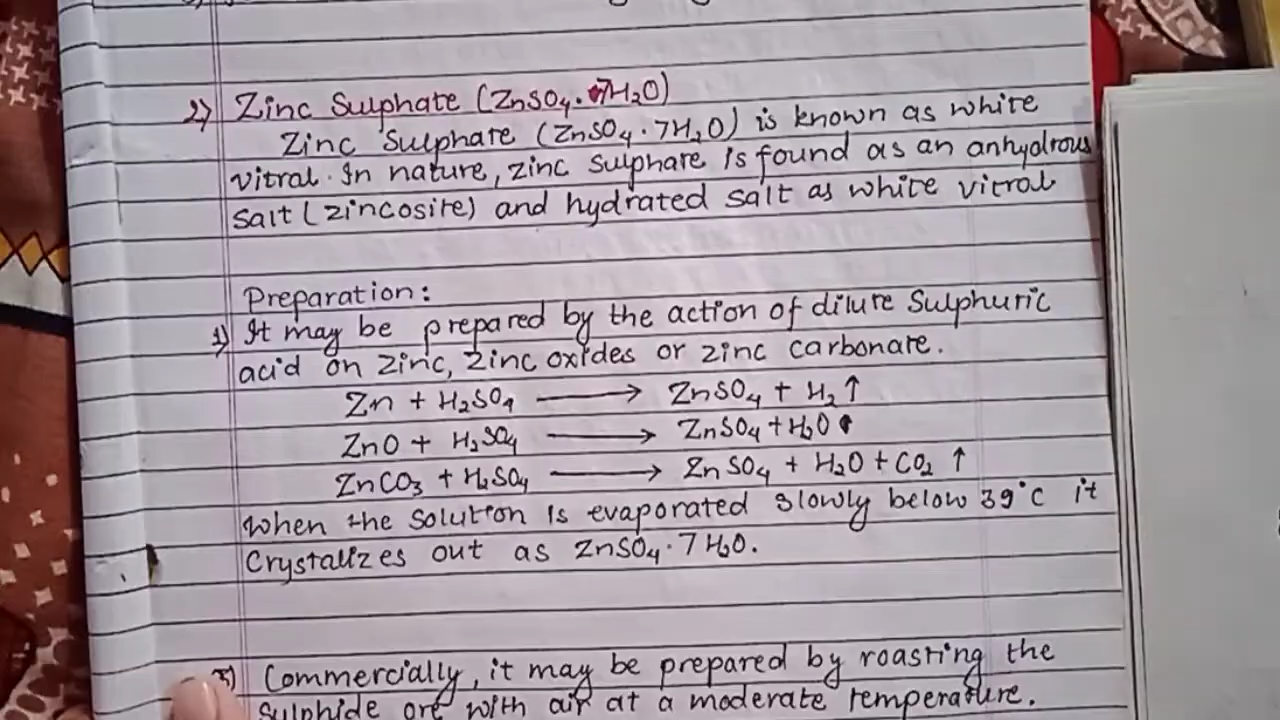 2) Zinc Sulphate (ZnSO₄.7H₂O)
Zinc Sulphate (ZnSO₄.7H₂O) is known as white
vitral. In nature, zinc sulphate is found as an anhydrous
salt (zincosite) and hydrated salt as white vitral
Preparation:
1) It may be prepared by the action of dilute Sulphuric
acid on zinc, zinc oxides or zinc carbonate.
Zn + H₂SO₄ ⟶ ZnSO₄ + H₂↑
ZnO + H₂SO₄ ⟶ ZnSO₄ + H₂O
ZnCO₃ + H₂SO₄ ⟶ ZnSO₄ + H₂O + CO₂ ↑
When the solution is evaporated slowly below 39°C it
Crystalizes out as ZnSO₄.7H₂O.
Commercially, it may be prepared by roasting the
sulphide ore with air at a moderate temperature.